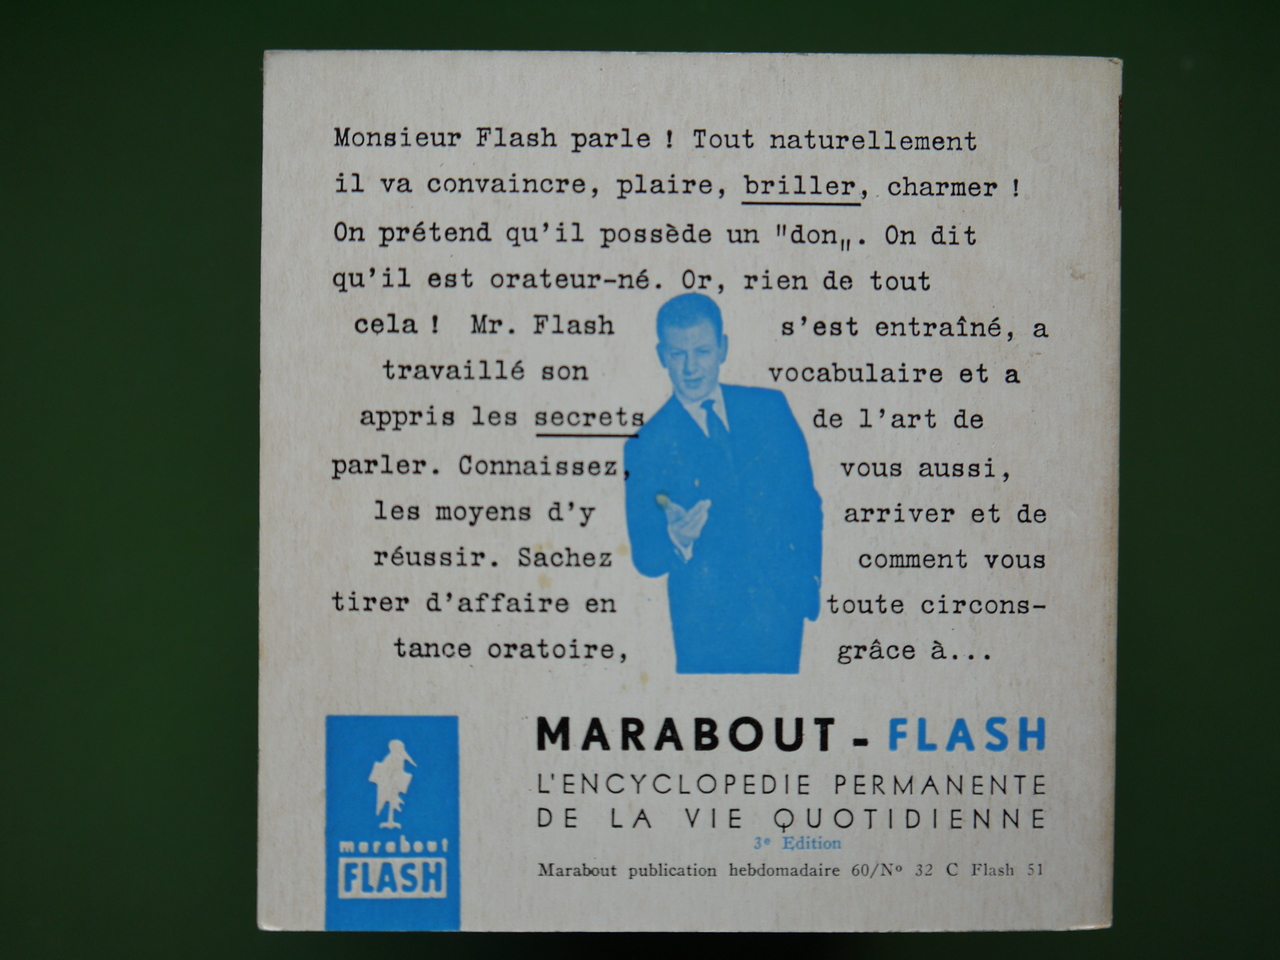 Monsieur Flash parle ! Tout naturellement
il va convaincre, plaire, briller, charmer !
On prétend qu'il possède un "don„. On dit
qu'il est orateur-né. Or, rien de tout
cela ! Mr. Flash s'est entraîné, a
travaillé son vocabulaire et a
appris les secrets de l'art de
parler. Connaissez, vous aussi,
les moyens d'y arriver et de
réussir. Sachez comment vous
tirer d'affaire en toute circons-
tance oratoire, grâce à...
MARABOUT - FLASH
L'ENCYCLOPEDIE PERMANENTE
DE LA VIE QUOTIDIENNE
3e Edition
Marabout publication hebdomadaire 60/Nº 32 C Flash 51
marabout
FLASH